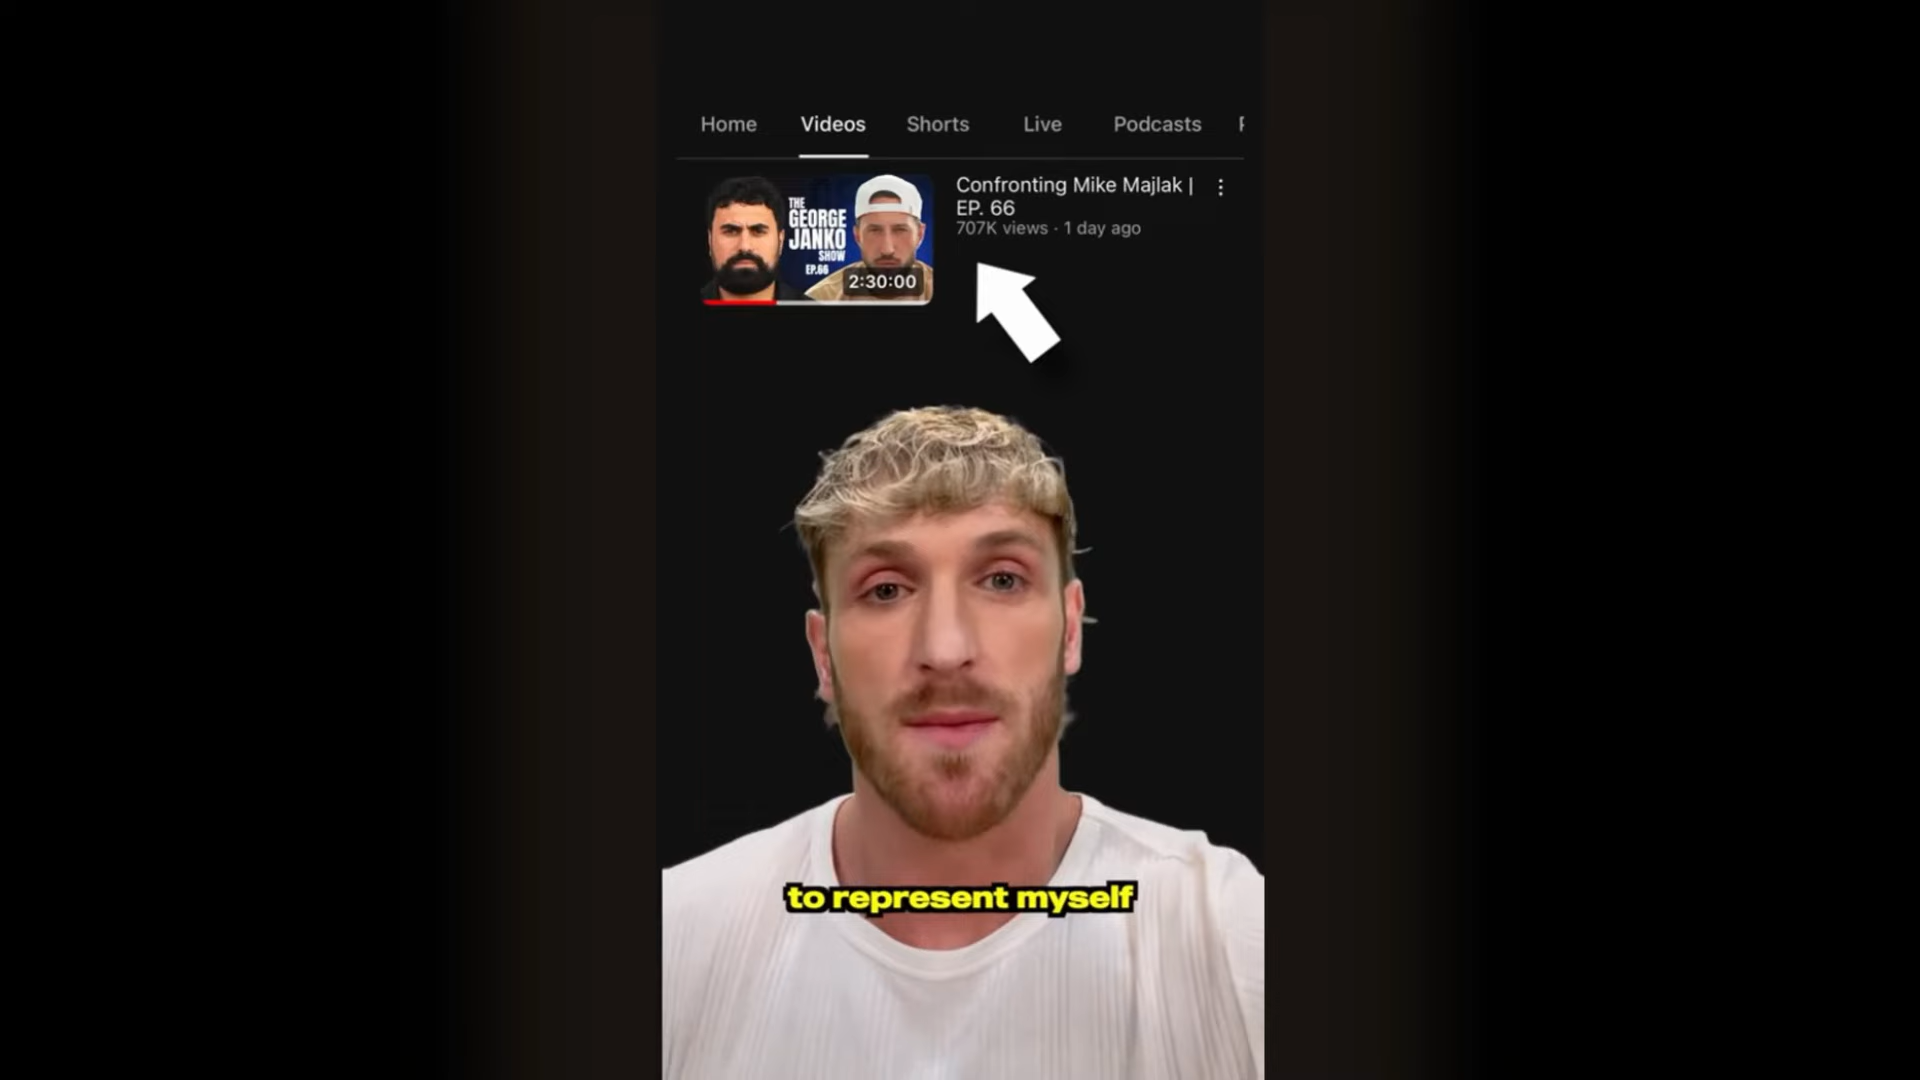 Home Videos Shorts Live Podcasts
Confronting Mike Majlak |
EP. 66
707K views · 1 day ago
THE
GEORGE
JANKO
SHOW
EP.66
2:30:00
to represent myself